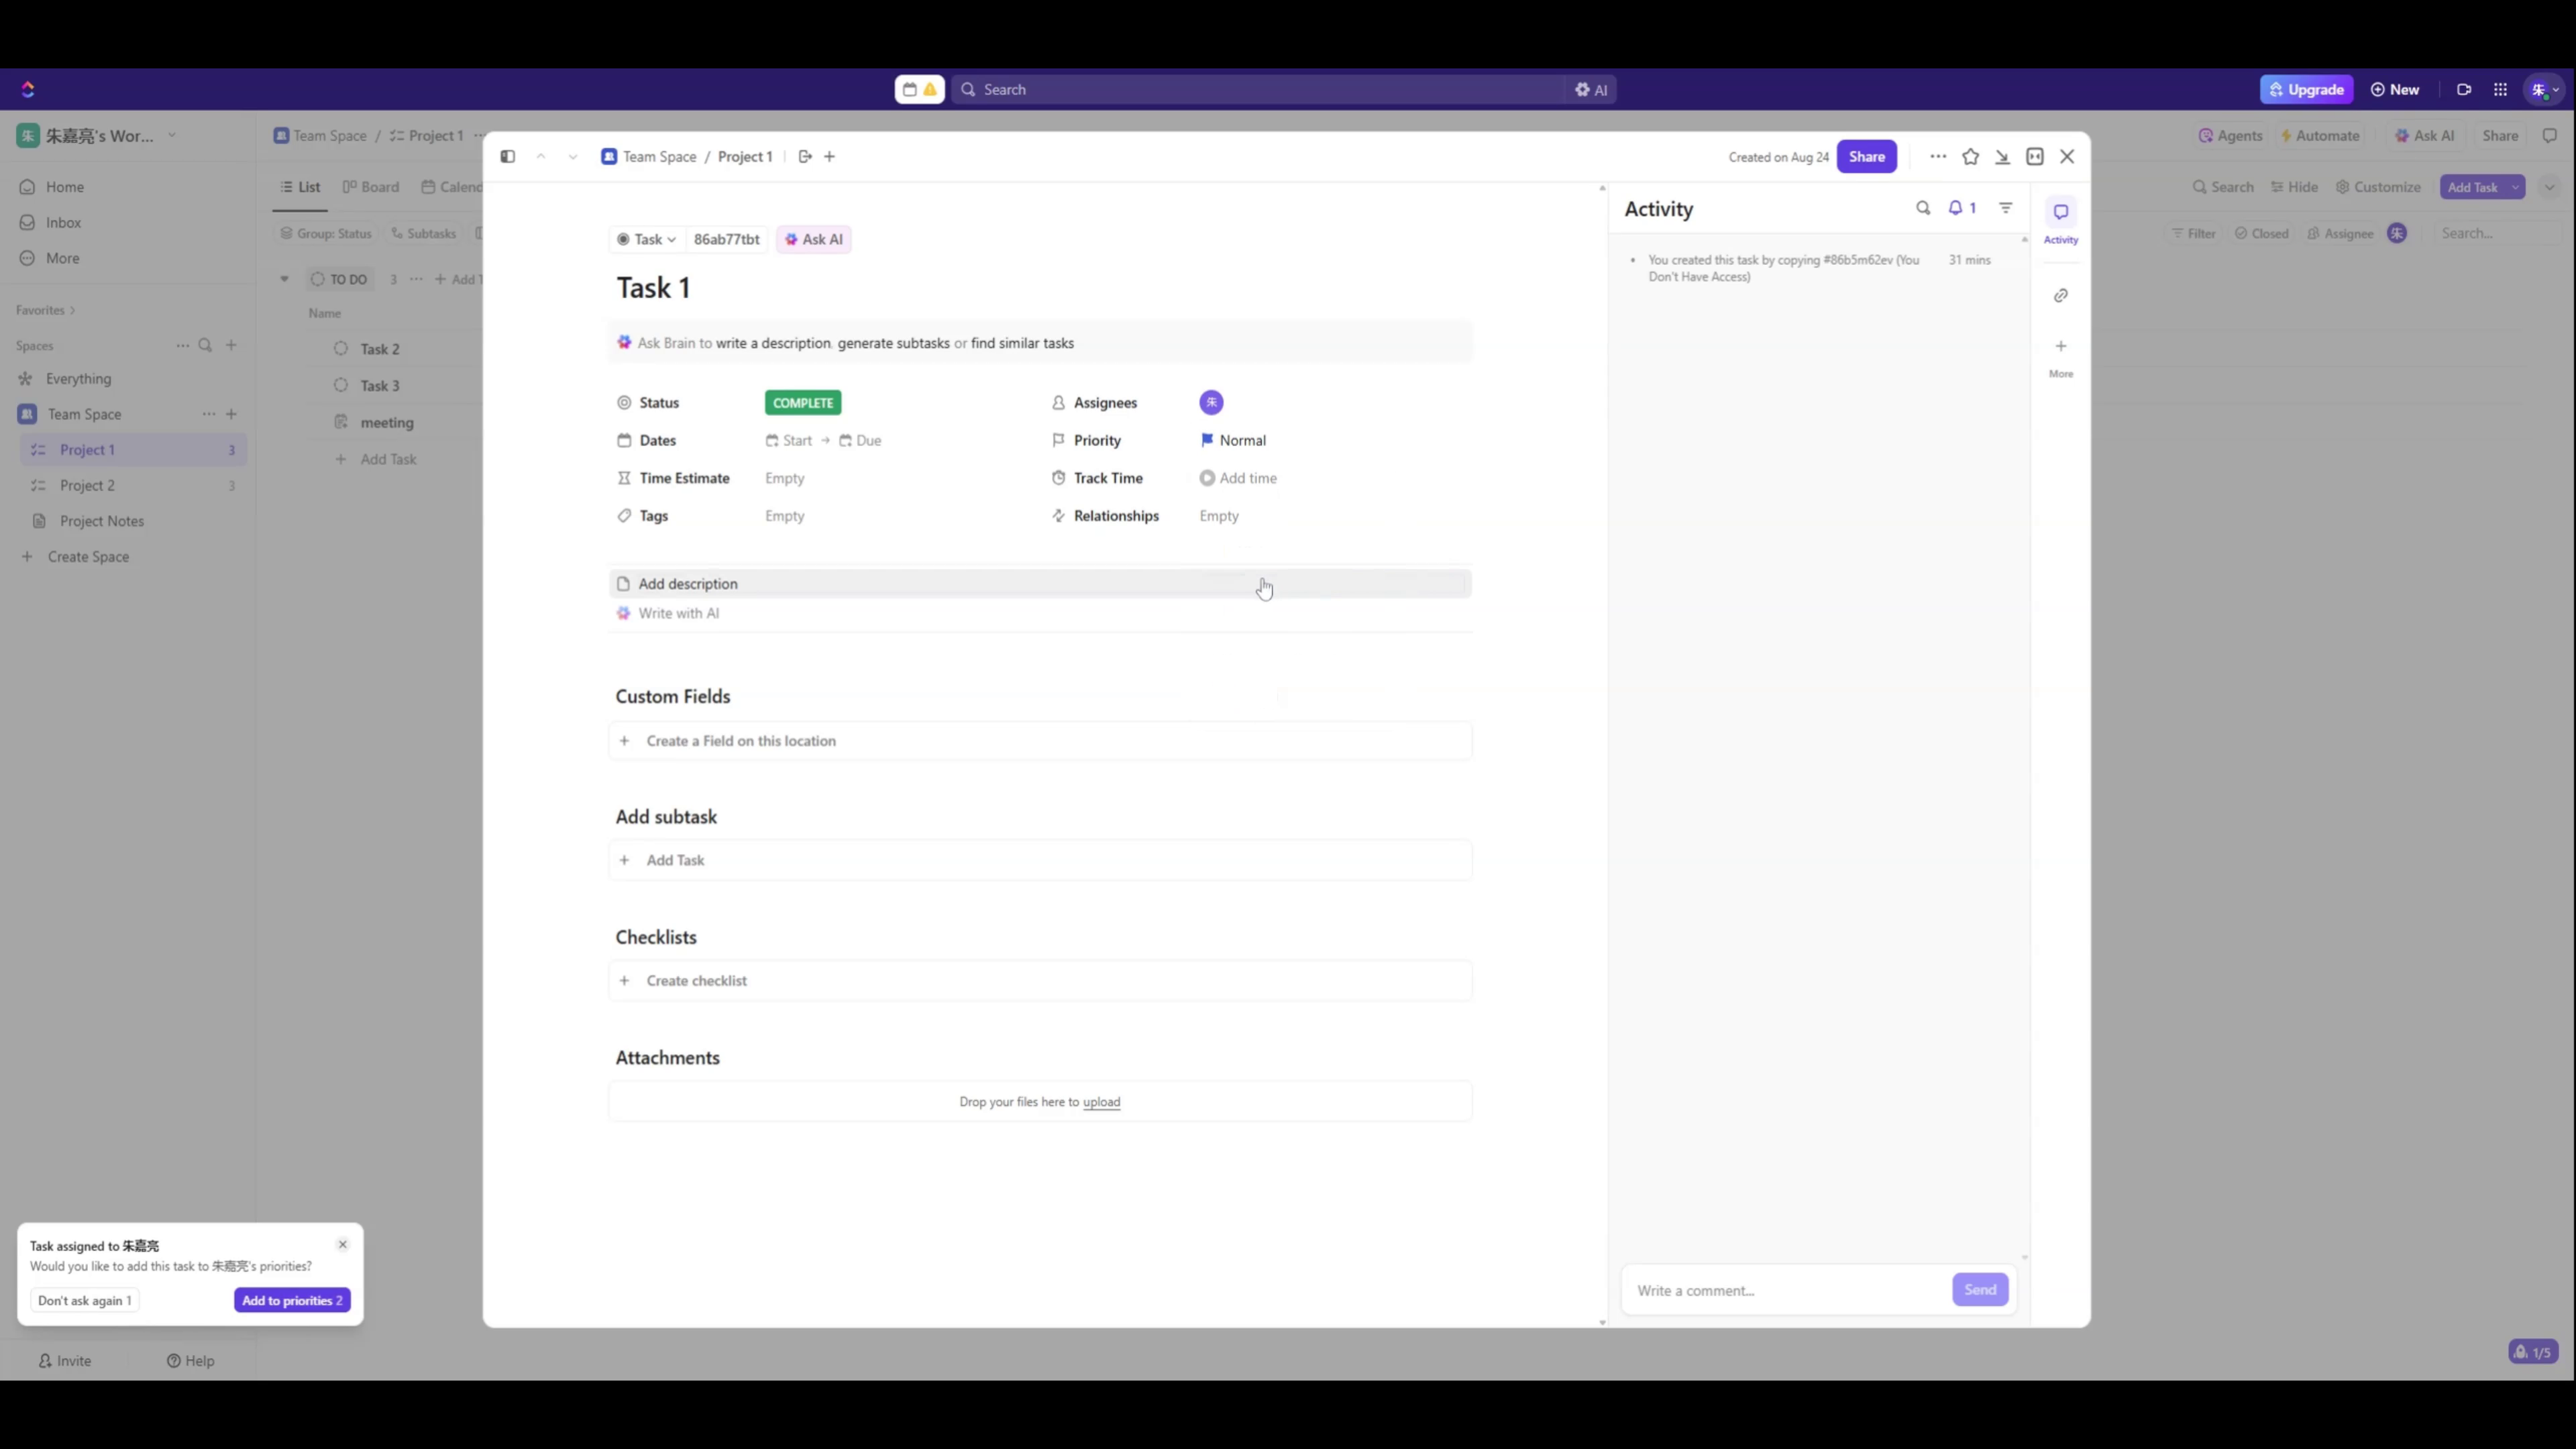 Search
AI
Upgrade
New
朱
朱 朱嘉亮's Wor...
Team Space / Project 1 ...
Agents
Automate
Ask AI
Share
Home
Inbox
More
Favorites
Spaces
Everything
Team Space
Project 1 3
Project 2 3
Project Notes
Create Space
List
Board
Calend
Search
Hide
Customize
Add Task
Group: Status
Subtasks
Filter
Closed
Assignee
朱
Search...
TO DO 3 ... + Add T
Name
Task 2
Task 3
meeting
+ Add Task
Team Space / Project 1
Created on Aug 24
Share
Task
86ab77tbt
Ask AI
Task 1
Ask Brain to write a description, generate subtasks or find similar tasks
Status COMPLETE
Assignees 朱
Dates Start → Due
Priority Normal
Time Estimate Empty
Track Time Add time
Tags Empty
Relationships Empty
Add description
Write with AI
Custom Fields
+ Create a Field on this location
Add subtask
+ Add Task
Checklists
+ Create checklist
Attachments
Drop your files here to upload
Activity
1
• You created this task by copying #86b5m62ev (You 31 mins
Don't Have Access)
Write a comment...
Send
Activity
More
Task assigned to 朱嘉亮
Would you like to add this task to 朱嘉亮's priorities?
Don't ask again 1
Add to priorities 2
Invite
Help
1/5